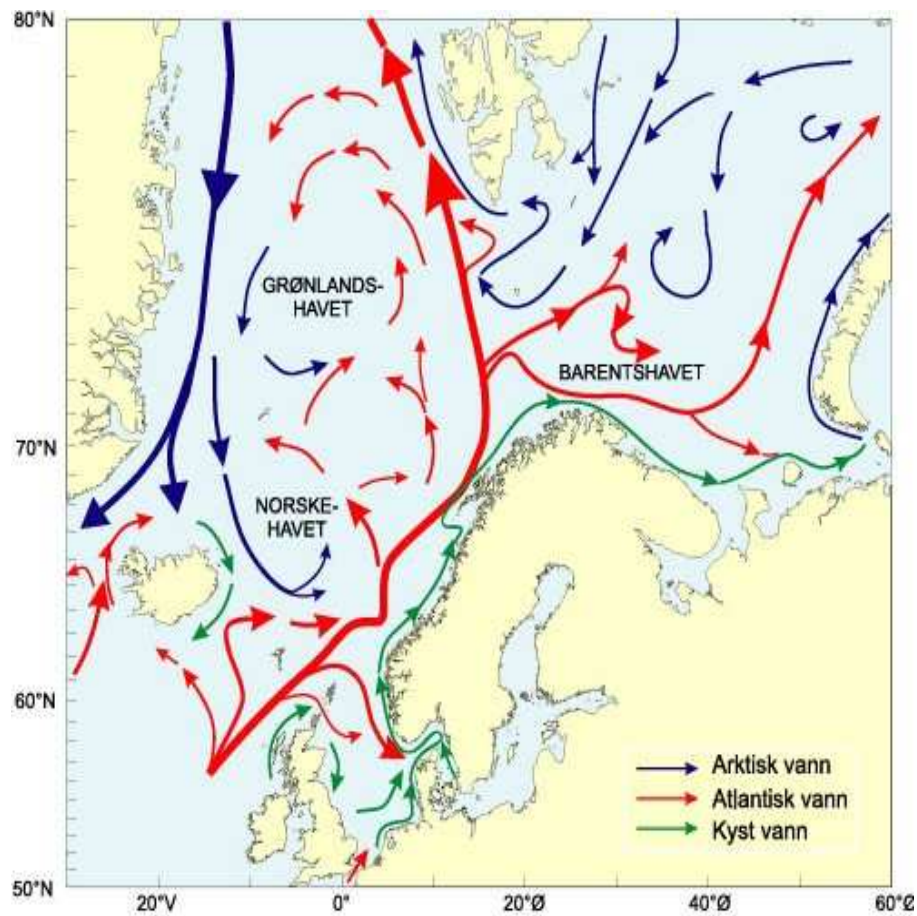 80°N
GRØNLANDS-
HAVET
BARENTSHAVET
70°N
NORSKE-
HAVET
60°N
Arktisk vann
Atlantisk vann
Kyst vann
50°N
20°V
0°
20°Ø
40°Ø
60°Ø